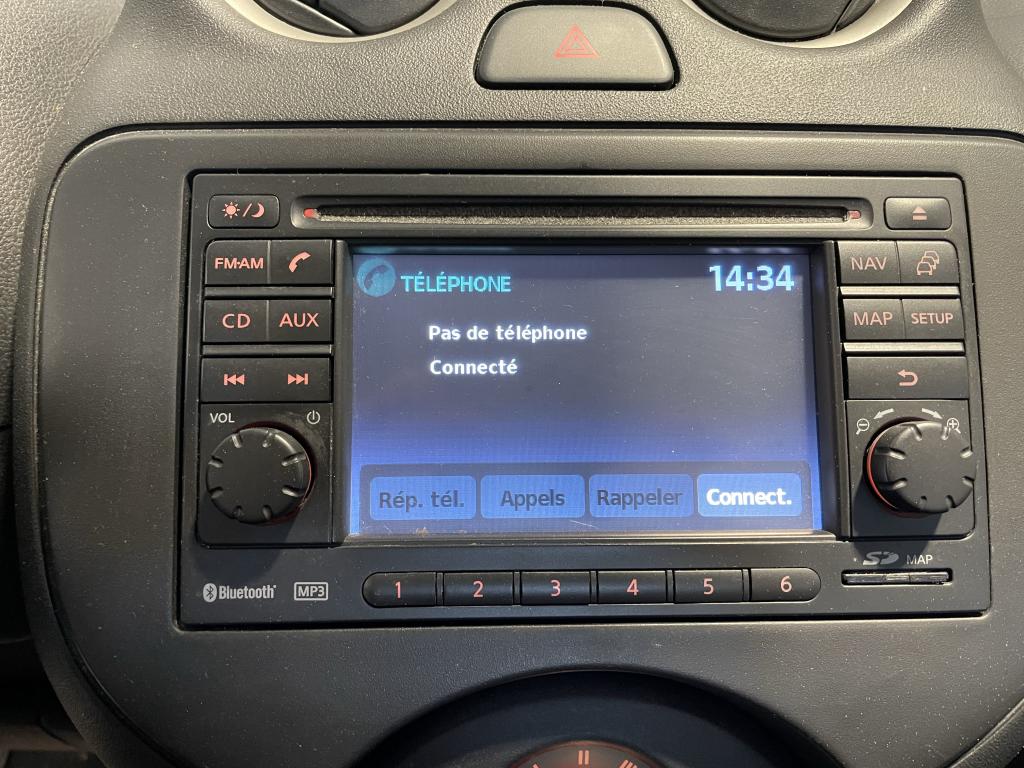 FM·AM
CD
AUX
VOL
TÉLÉPHONE
14:34
Pas de téléphone
Connecté
Rép. tél.
Appels
Rappeler
Connect.
NAV
MAP
SETUP
SD MAP
Bluetooth
MP3
1 2 3 4 5 6